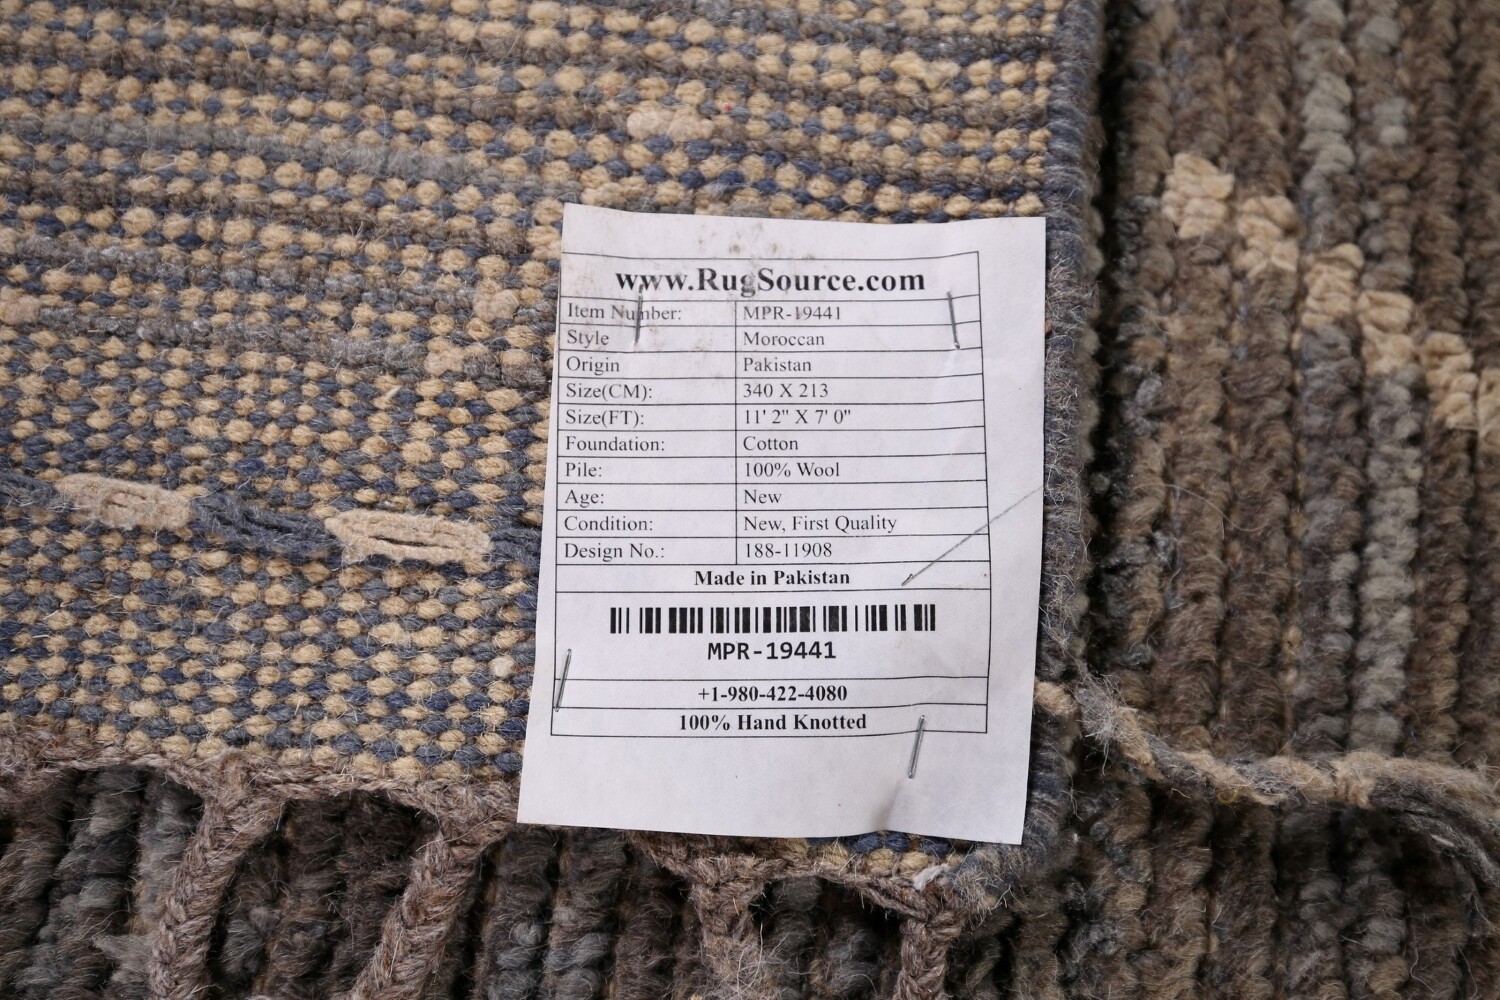 www.RugSource.com
Item Number: MPR-19441
Style Moroccan
Origin Pakistan
Size(CM): 340 X 213
Size(FT): 11' 2" X 7' 0"
Foundation: Cotton
Pile: 100% Wool
Age: New
Condition: New, First Quality
Design No.: 188-11908
Made in Pakistan
MPR-19441
+1-980-422-4080
100% Hand Knotted